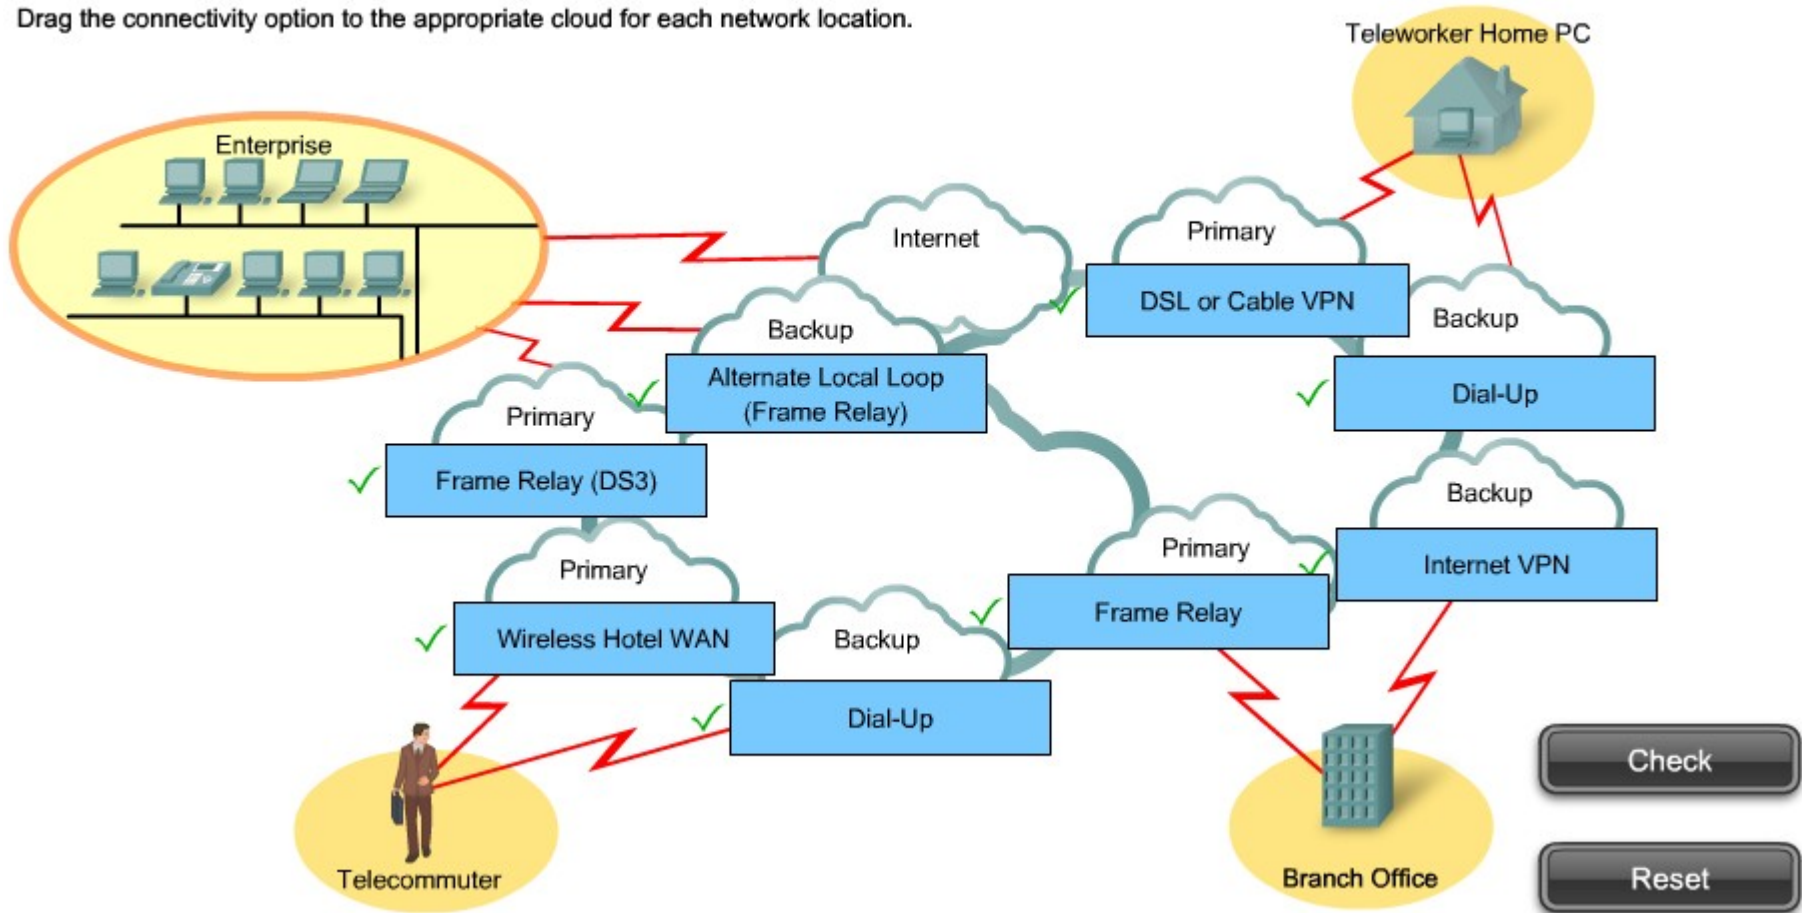 Drag the connectivity option to the appropriate cloud for each network location.
Teleworker Home PC
Enterprise
Internet
Primary
DSL or Cable VPN
Backup
Dial-Up
Backup
Alternate Local Loop
(Frame Relay)
Primary
Frame Relay (DS3)
Backup
Internet VPN
Primary
Frame Relay
Primary
Wireless Hotel WAN
Backup
Dial-Up
Telecommuter
Branch Office
Check
Reset